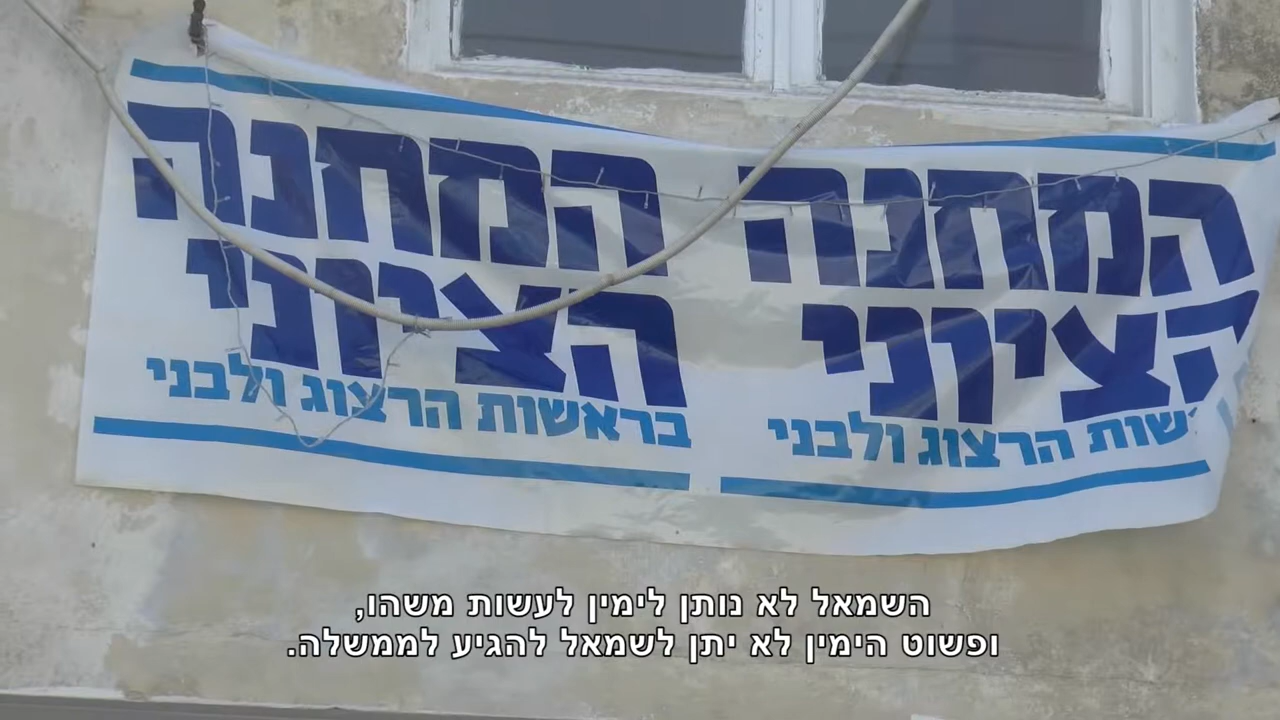 המחנה
הציוני
בראשות הרצוג ולבני
המחנה
הציוני
הרצוג ולבני
השמאל לא נותן לימין לעשות משהו,
ופשוט הימין לא יתן לשמאל להגיע לממשלה.